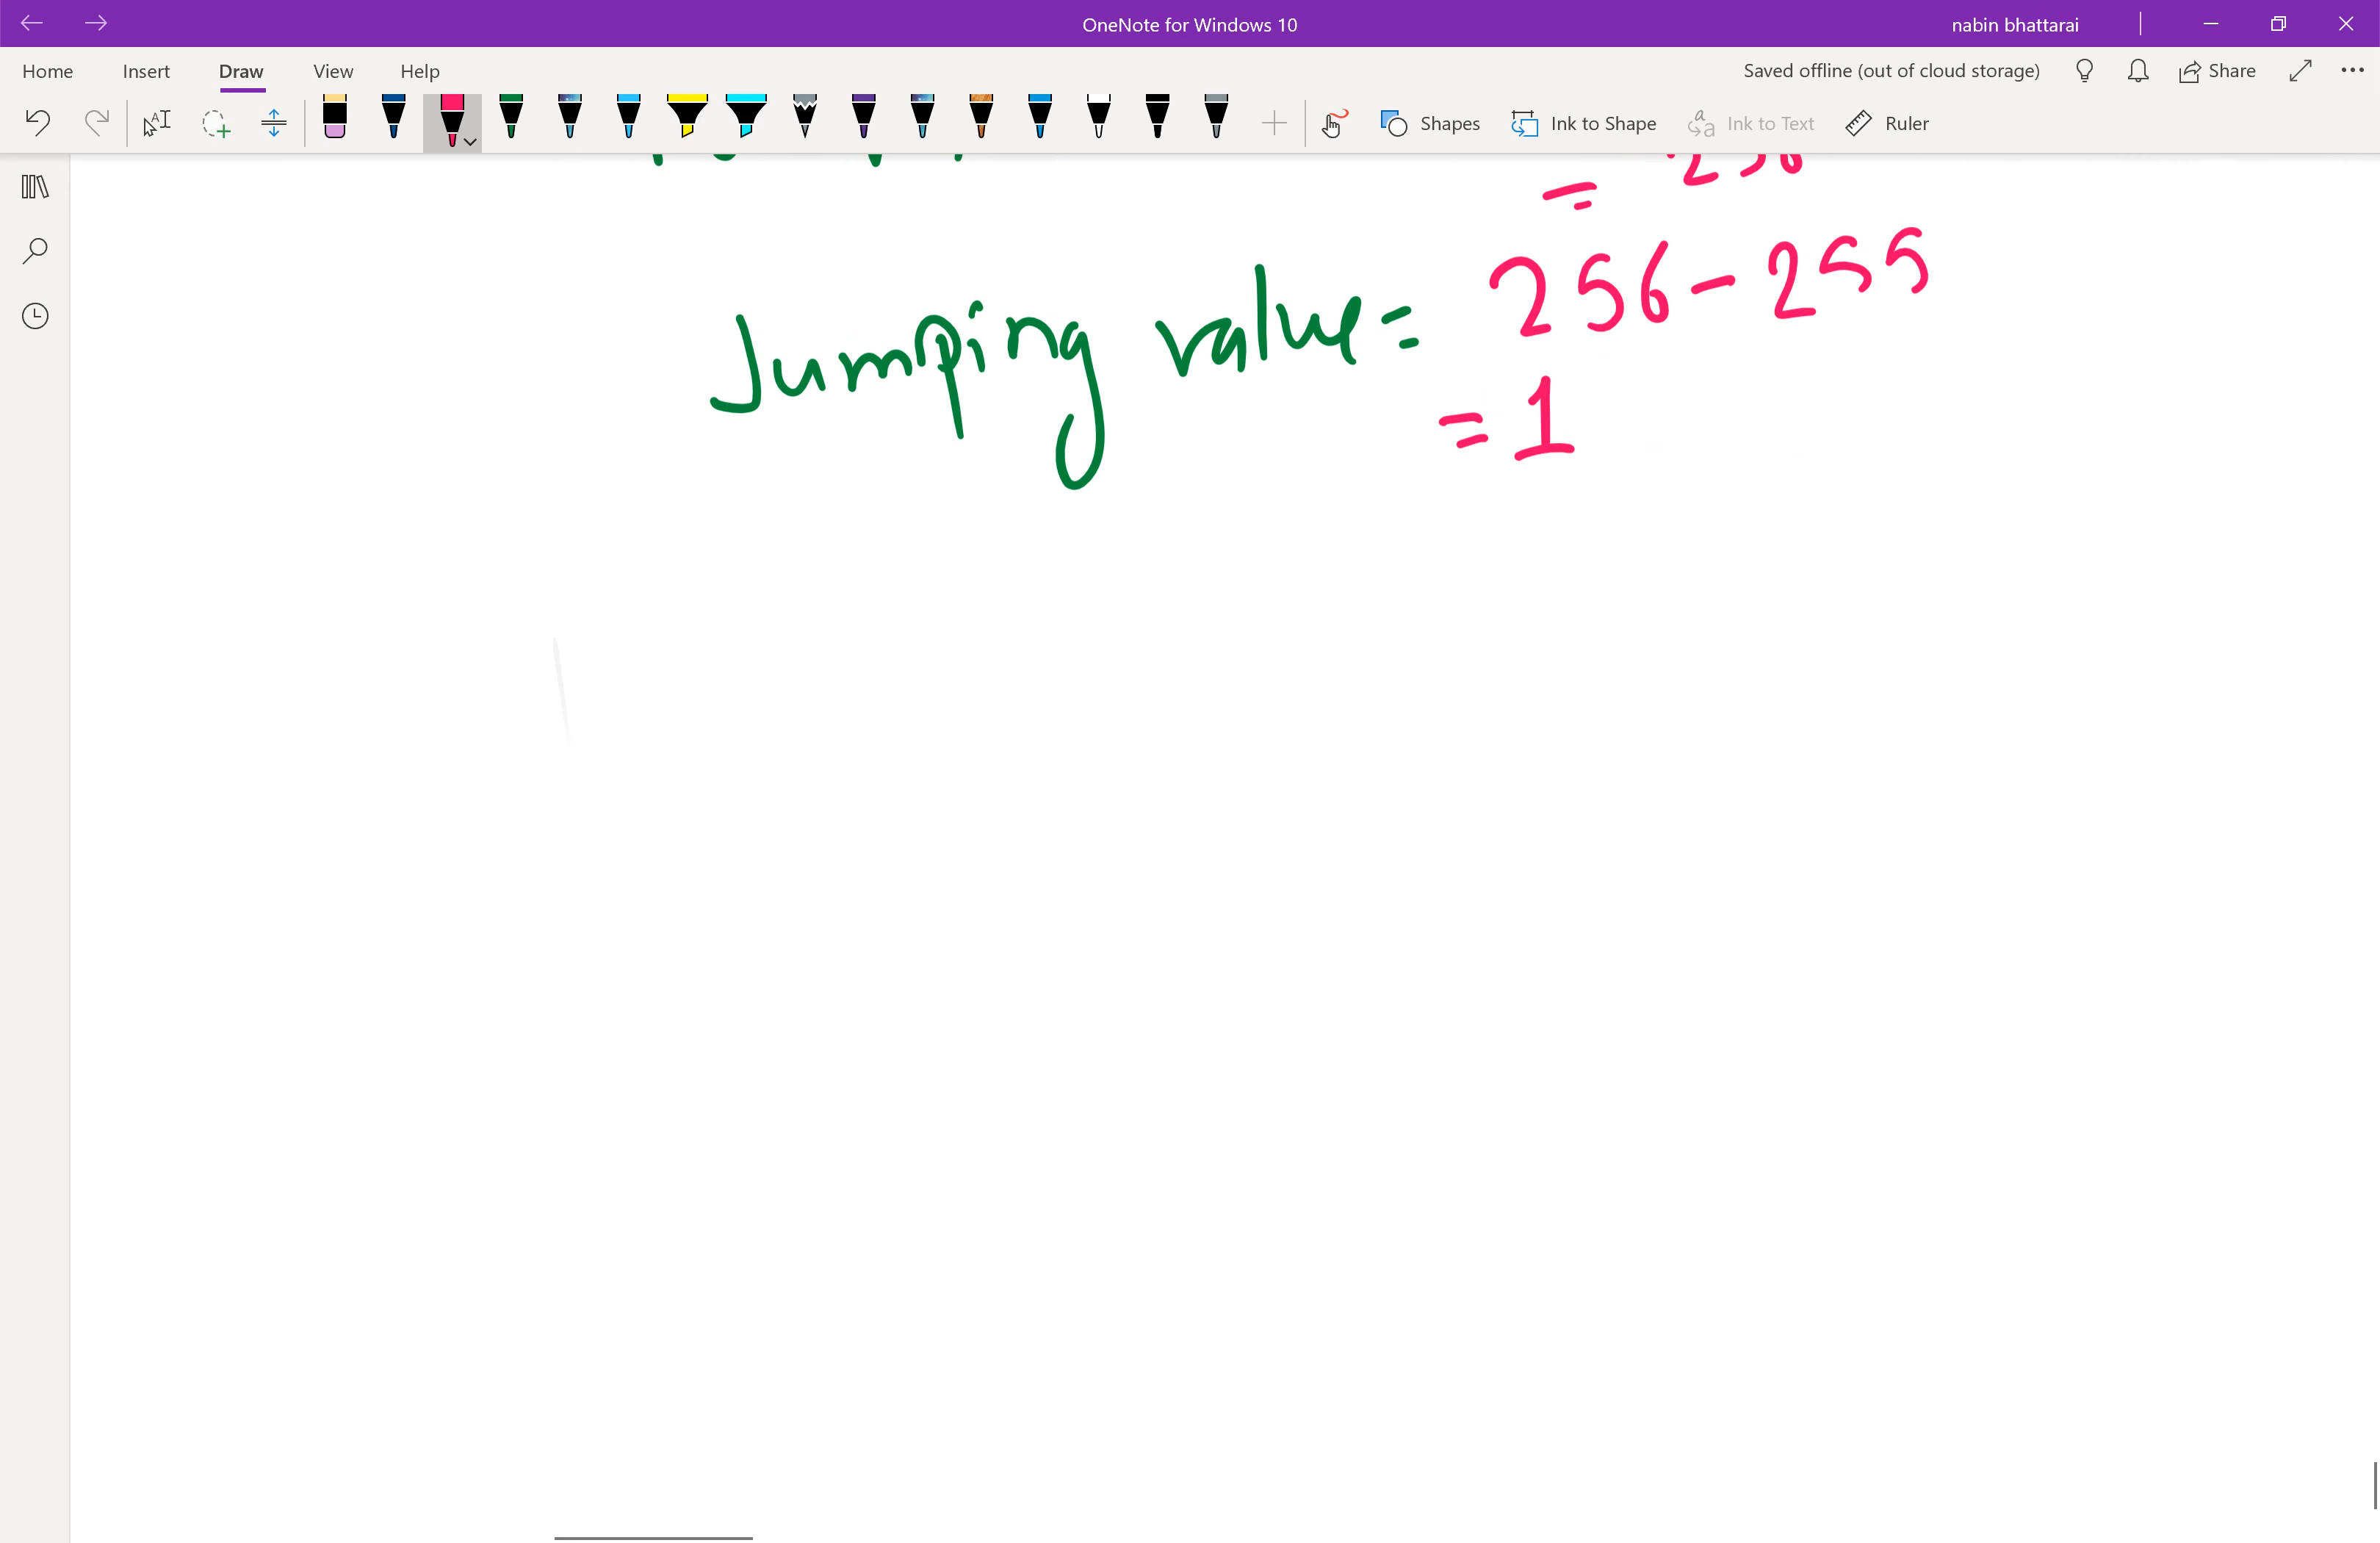 OneNote for Windows 10
nabin bhattarai
Home Insert Draw View Help
Saved offline (out of cloud storage)
Share
Shapes Ink to Shape Ink to Text Ruler
Jumping value = 256-255
= 1